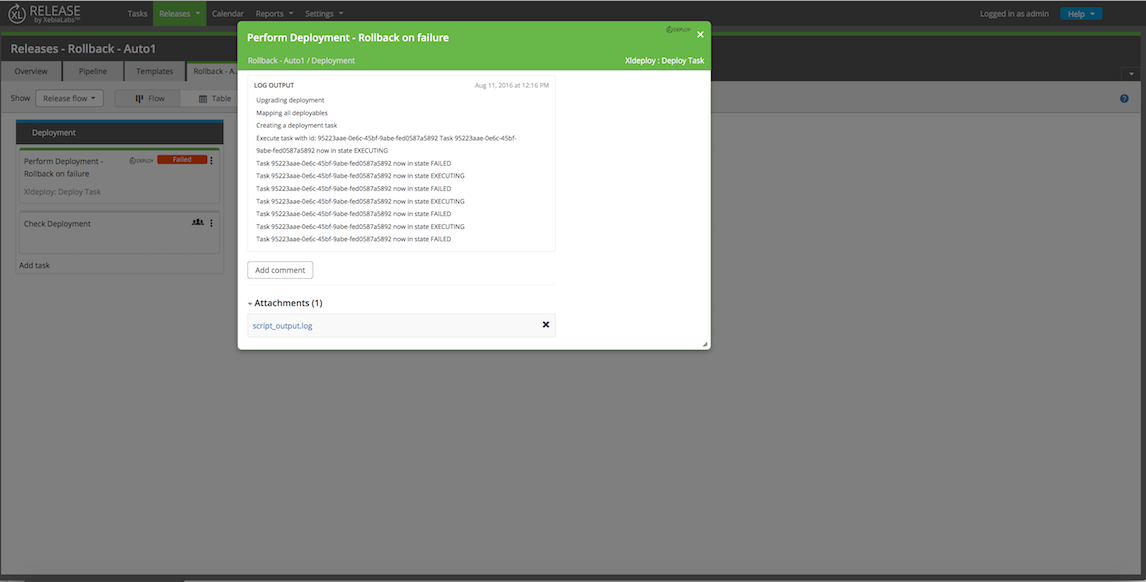 XL RELEASE
by XebiaLabs™
Tasks
Releases
Calendar
Reports
Settings
Logged in as admin
Help
Releases - Rollback - Auto1
Overview
Pipeline
Templates
Rollback - A...
Show
Release flow
Flow
Table
?
Deployment
Perform Deployment -
Rollback on failure
DEPLOY
Failed
Xldeploy: Deploy Task
Check Deployment
Add task
DEPLOY
Perform Deployment - Rollback on failure
Rollback - Auto1 / Deployment
Xldeploy : Deploy Task
LOG OUTPUT
Aug 11, 2016 at 12:16 PM
Upgrading deployment
Mapping all deployables
Creating a deployment task
Execute task with id: 95223aae-0e6c-45bf-9abe-fed0587a5892 Task 95223aae-0e6c-45bf-
9abe-fed0587a5892 now in state EXECUTING
Task 95223aae-0e6c-45bf-9abe-fed0587a5892 now in state FAILED
Task 95223aae-0e6c-45bf-9abe-fed0587a5892 now in state EXECUTING
Task 95223aae-0e6c-45bf-9abe-fed0587a5892 now in state FAILED
Task 95223aae-0e6c-45bf-9abe-fed0587a5892 now in state EXECUTING
Task 95223aae-0e6c-45bf-9abe-fed0587a5892 now in state FAILED
Task 95223aae-0e6c-45bf-9abe-fed0587a5892 now in state EXECUTING
Task 95223aae-0e6c-45bf-9abe-fed0587a5892 now in state FAILED
Add comment
Attachments (1)
script_output.log